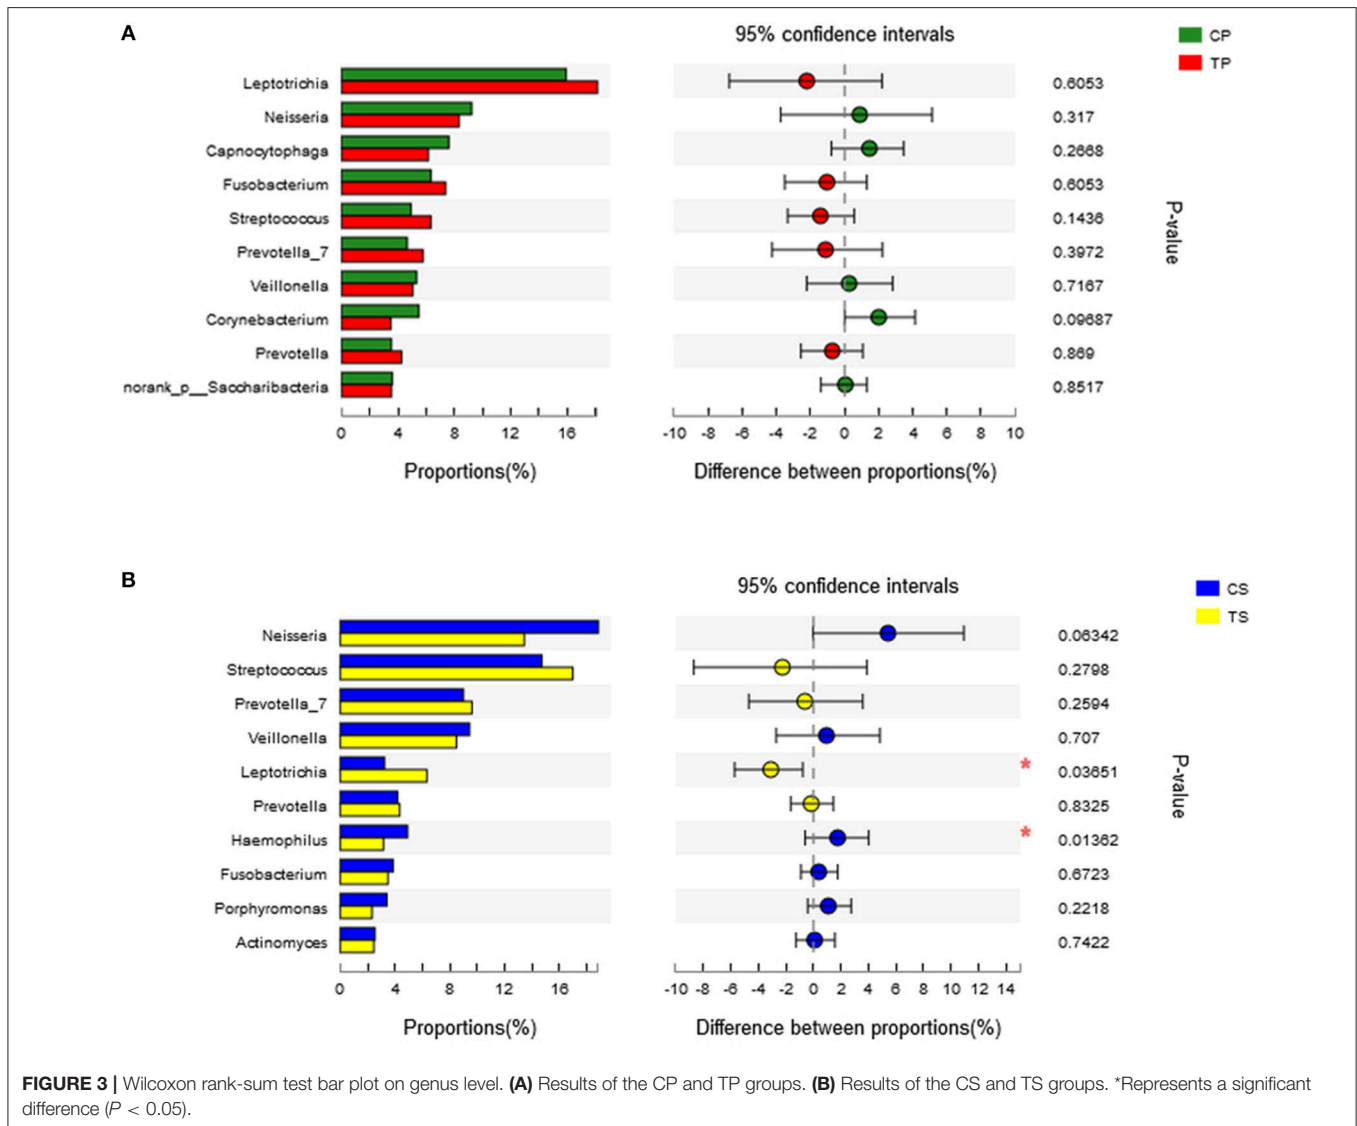 A
95% confidence intervals
CP
TP
Leptotrichia 0.6053
Neisseria 0.317
Capnocytophaga 0.2668
Fusobacterium 0.6053
Streptococcus 0.1436
Prevotella_7 0.3972
Veillonella 0.7167
Corynebacterium 0.09687
Prevotella 0.869
norank_p__Saccharibacteria 0.8517
P-value
0 4 8 12 16 -10 -8 -6 -4 -2 0 2 4 6 8 10
Proportions(%) Difference between proportions(%)
B
95% confidence intervals
CS
TS
Neisseria 0.06342
Streptococcus 0.2798
Prevotella_7 0.2594
Veillonella 0.707
Leptotrichia * 0.03651
Prevotella 0.8325
Haemophilus * 0.01362
Fusobacterium 0.6723
Porphyromonas 0.2218
Actinomyces 0.7422
P-value
0 4 8 12 16 -10 -8 -6 -4 -2 0 2 4 6 8 10 12 14
Proportions(%) Difference between proportions(%)
FIGURE 3 | Wilcoxon rank-sum test bar plot on genus level. (A) Results of the CP and TP groups. (B) Results of the CS and TS groups. *Represents a significant
difference (P < 0.05).